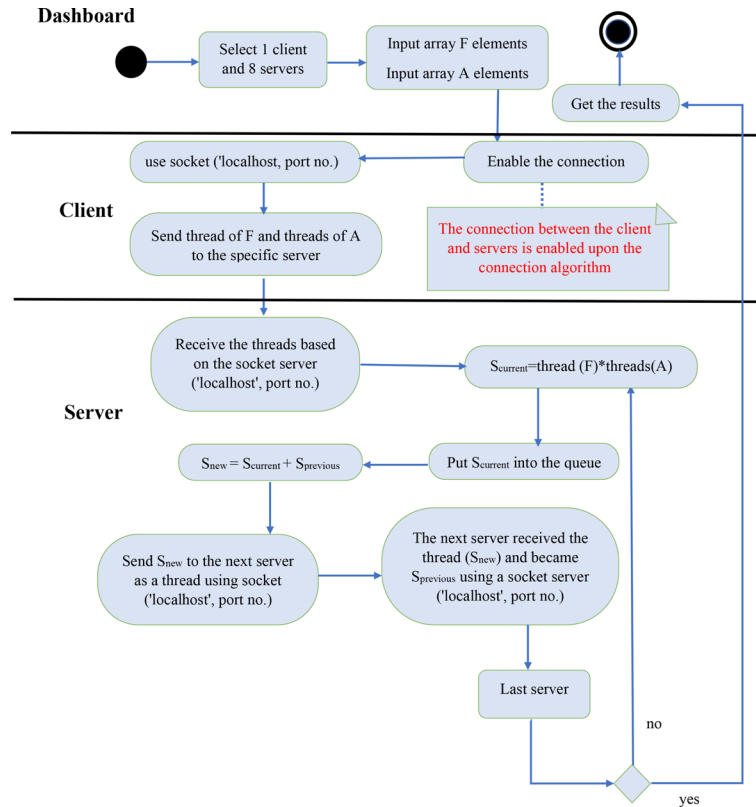 Dashboard
Select 1 client
and 8 servers
Input array F elements
Input array A elements
Get the results
use socket ('localhost, port no.)
Enable the connection
Client
Send thread of F and threads of A
to the specific server
The connection between the client
and servers is enabled upon the
connection algorithm
Receive the threads based
on the socket server
('localhost', port no.)
Scurrent=thread (F)*threads(A)
Server
Snew = Scurrent + Sprevious
Put Scurrent into the queue
Send Snew to the next server
as a thread using socket
('localhost', port no.)
The next server received the
thread (Snew) and became
Sprevious using a socket server
('localhost', port no.)
Last server
no
yes